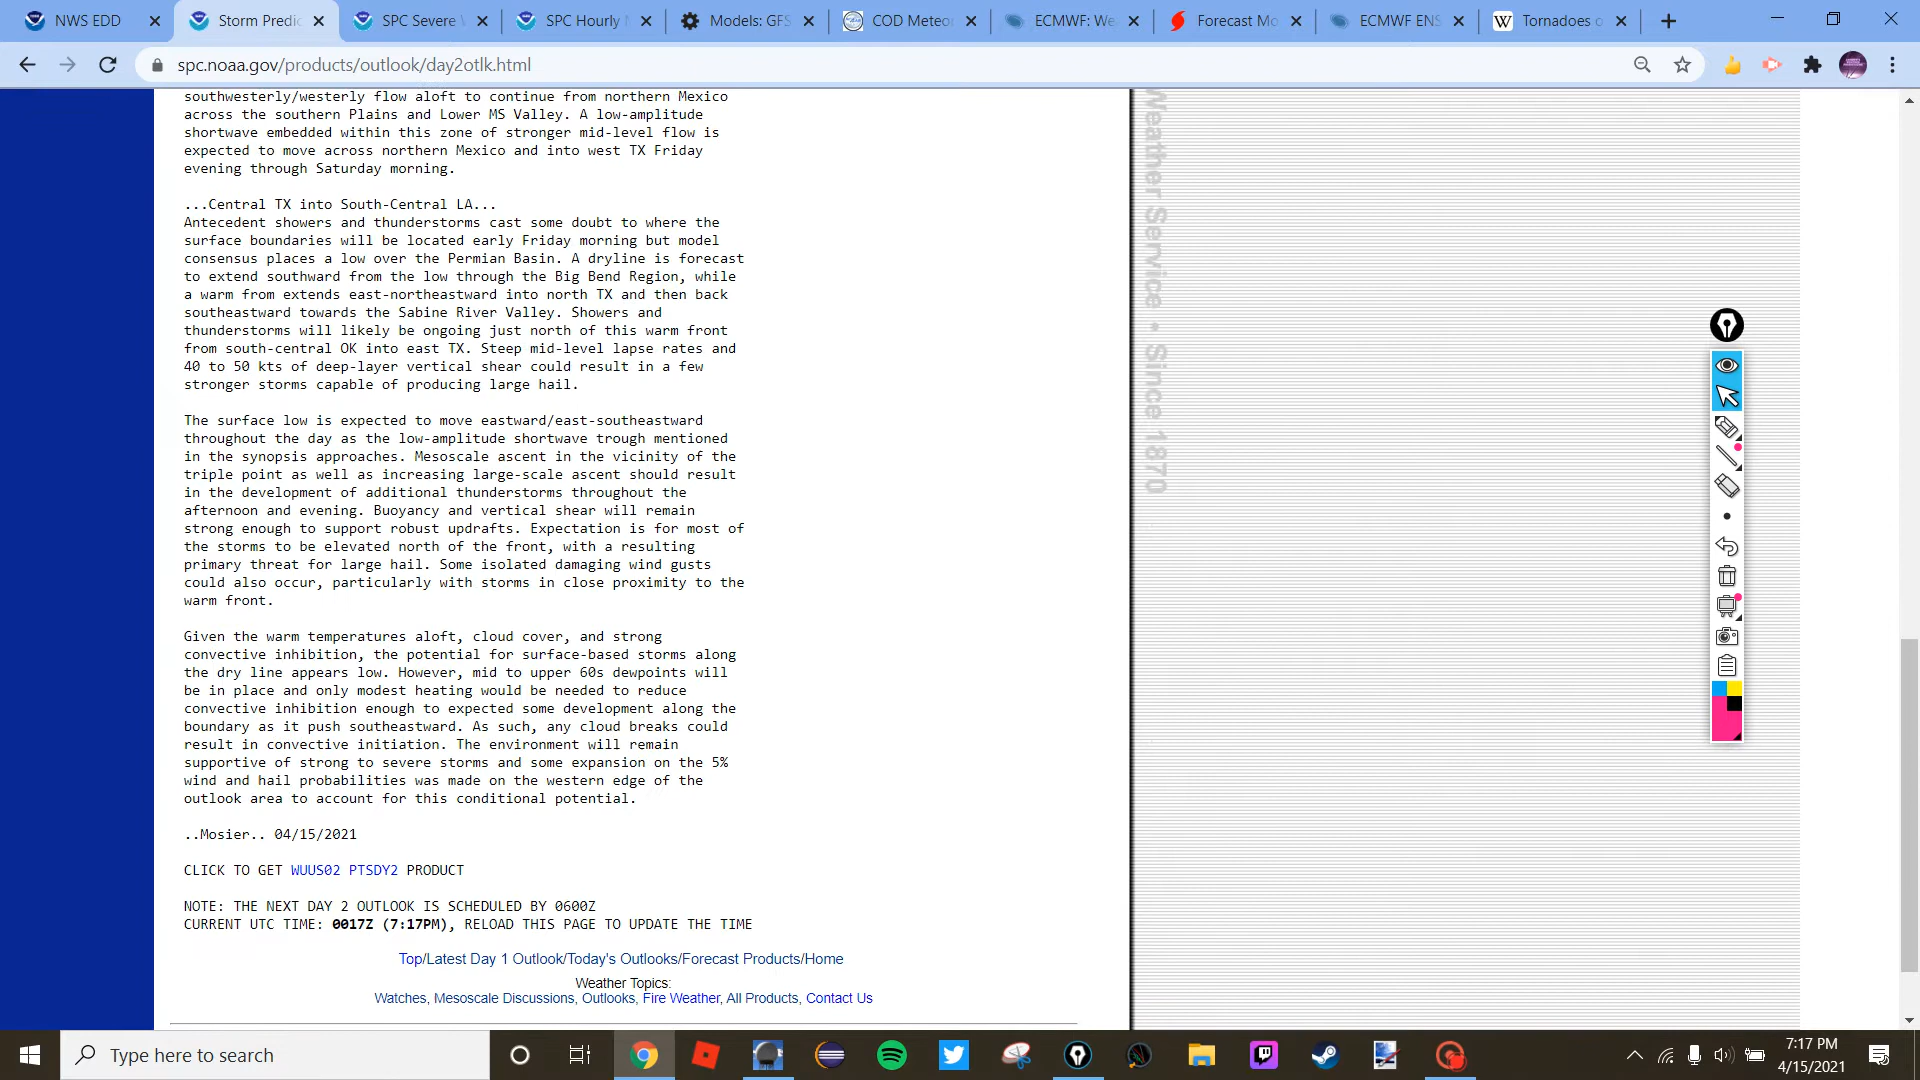 NWS EDD
Storm Predic
SPC Severe
SPC Hourly
Models: GFS
COD Meteor
ECMWF: We
Forecast Mo
ECMWF ENS
W Tornadoes o
spc.noaa.gov/products/outlook/day2otlk.html
southwesterly/westerly flow aloft to continue from northern Mexico
across the southern Plains and Lower MS Valley. A low-amplitude
shortwave embedded within this zone of stronger mid-level flow is
expected to move across northern Mexico and into west TX Friday
evening through Saturday morning.
...Central TX into South-Central LA...
Antecedent showers and thunderstorms cast some doubt to where the
surface boundaries will be located early Friday morning but model
consensus places a low over the Permian Basin. A dryline is forecast
to extend southward from the low through the Big Bend Region, while
a warm from extends east-northeastward into north TX and then back
southeastward towards the Sabine River Valley. Showers and
thunderstorms will likely be ongoing just north of this warm front
from south-central OK into east TX. Steep mid-level lapse rates and
40 to 50 kts of deep-layer vertical shear could result in a few
stronger storms capable of producing large hail.
The surface low is expected to move eastward/east-southeastward
throughout the day as the low-amplitude shortwave trough mentioned
in the synopsis approaches. Mesoscale ascent in the vicinity of the
triple point as well as increasing large-scale ascent should result
in the development of additional thunderstorms throughout the
afternoon and evening. Buoyancy and vertical shear will remain
strong enough to support robust updrafts. Expectation is for most of
the storms to be elevated north of the front, with a resulting
primary threat for large hail. Some isolated damaging wind gusts
could also occur, particularly with storms in close proximity to the
warm front.
Given the warm temperatures aloft, cloud cover, and strong
convective inhibition, the potential for surface-based storms along
the dry line appears low. However, mid to upper 60s dewpoints will
be in place and only modest heating would be needed to reduce
convective inhibition enough to expected some development along the
boundary as it push southeastward. As such, any cloud breaks could
result in convective initiation. The environment will remain
supportive of strong to severe storms and some expansion on the 5%
wind and hail probabilities was made on the western edge of the
outlook area to account for this conditional potential.
..Mosier.. 04/15/2021
CLICK TO GET WUUS02 PTSDY2 PRODUCT
NOTE: THE NEXT DAY 2 OUTLOOK IS SCHEDULED BY 0600Z
CURRENT UTC TIME: 0017Z (7:17PM), RELOAD THIS PAGE TO UPDATE THE TIME
Top/Latest Day 1 Outlook/Today's Outlooks/Forecast Products/Home
Weather Topics:
Watches, Mesoscale Discussions, Outlooks, Fire Weather, All Products, Contact Us
Weather Service • Since 1870
Type here to search
7:17 PM
4/15/2021